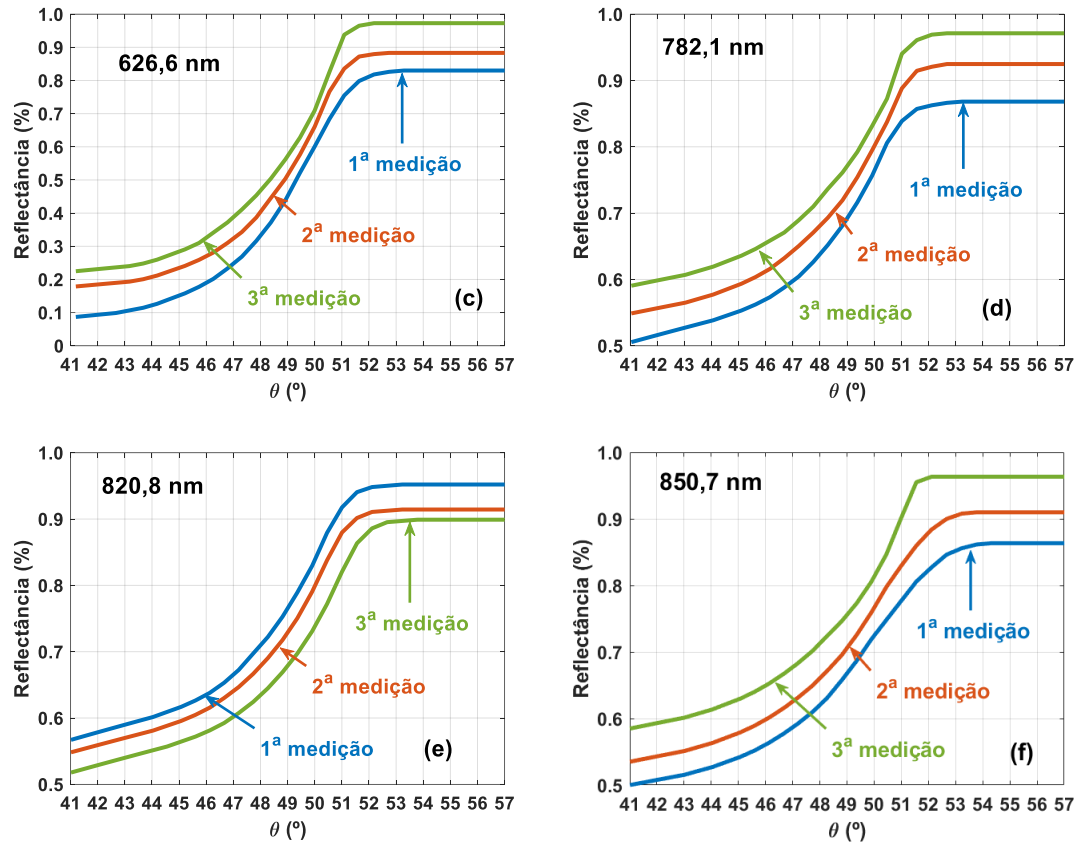 626,6 nm
1.0
0.9
0.8
0.7
0.6
0.5
0.4
0.3
0.2
0.1
0
Reflectância (%)
1ª medição
2ª medição
3ª medição
(c)
41 42 43 44 45 46 47 48 49 50 51 52 53 54 55 56 57
θ (º)
782,1 nm
1.0
0.9
0.8
0.7
0.6
0.5
Reflectância (%)
1ª medição
2ª medição
3ª medição
(d)
41 42 43 44 45 46 47 48 49 50 51 52 53 54 55 56 57
θ (º)
820,8 nm
1.0
0.9
0.8
0.7
0.6
0.5
Reflectância (%)
3ª medição
2ª medição
1ª medição
(e)
41 42 43 44 45 46 47 48 49 50 51 52 53 54 55 56 57
θ (º)
850,7 nm
1.0
0.9
0.8
0.7
0.6
0.5
Reflectância (%)
1ª medição
2ª medição
3ª medição
(f)
41 42 43 44 45 46 47 48 49 50 51 52 53 54 55 56 57
θ (º)